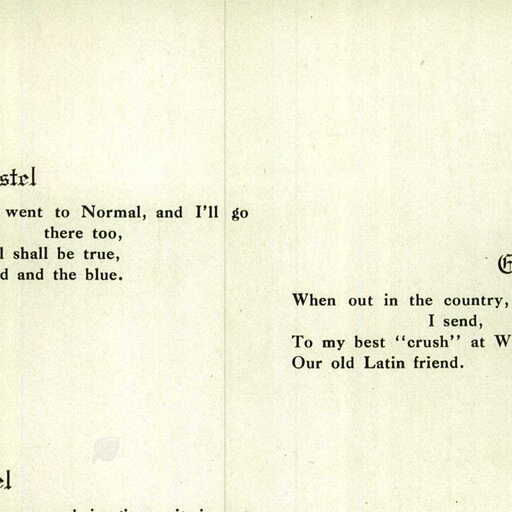 stel
went to Normal, and I'll go
there too,
l shall be true,
d and the blue.
G
When out in the country,
I send,
To my best "crush" at W
Our old Latin friend.
el